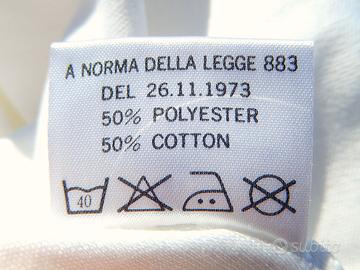 A NORMA DELLA LEGGE 883
DEL 26.11.1973
50% POLYESTER
50% COTTON
40